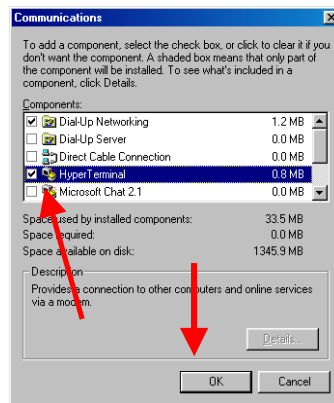 Communications
To add a component, select the check box, or click to clear it if you
don't want the component. A shaded box means that only part of
the component will be installed. To see what's included in a
component, click Details.
Components:
Dial-Up Networking 1.2 MB
Dial-Up Server 0.0 MB
Direct Cable Connection 0.0 MB
HyperTerminal 0.8 MB
Microsoft Chat 2.1 0.0 MB
Space used by installed components: 33.5 MB
Space required: 0.0 MB
Space available on disk: 1345.9 MB
Description
Provides a connection to other computers and online services
via a modem.
Details...
OK Cancel